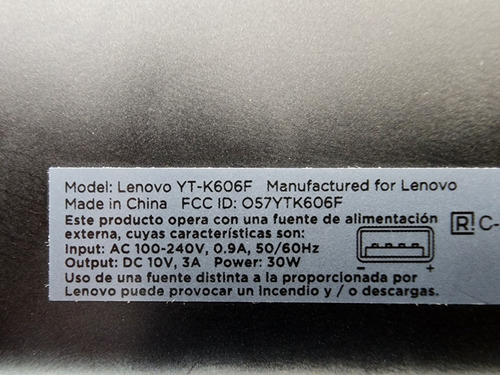 Model: Lenovo YT-K606F Manufactured for Lenovo
Made in China FCC ID: O57YTK606F
Este producto opera con una fuente de alimentación
externa, cuyas características son:
Input: AC 100-240V, 0.9A, 50/60Hz
Output: DC 10V, 3A Power: 30W
- +
Uso de una fuente distinta a la proporcionada por
Lenovo puede provocar un Incendio y / o descargas.
R C-